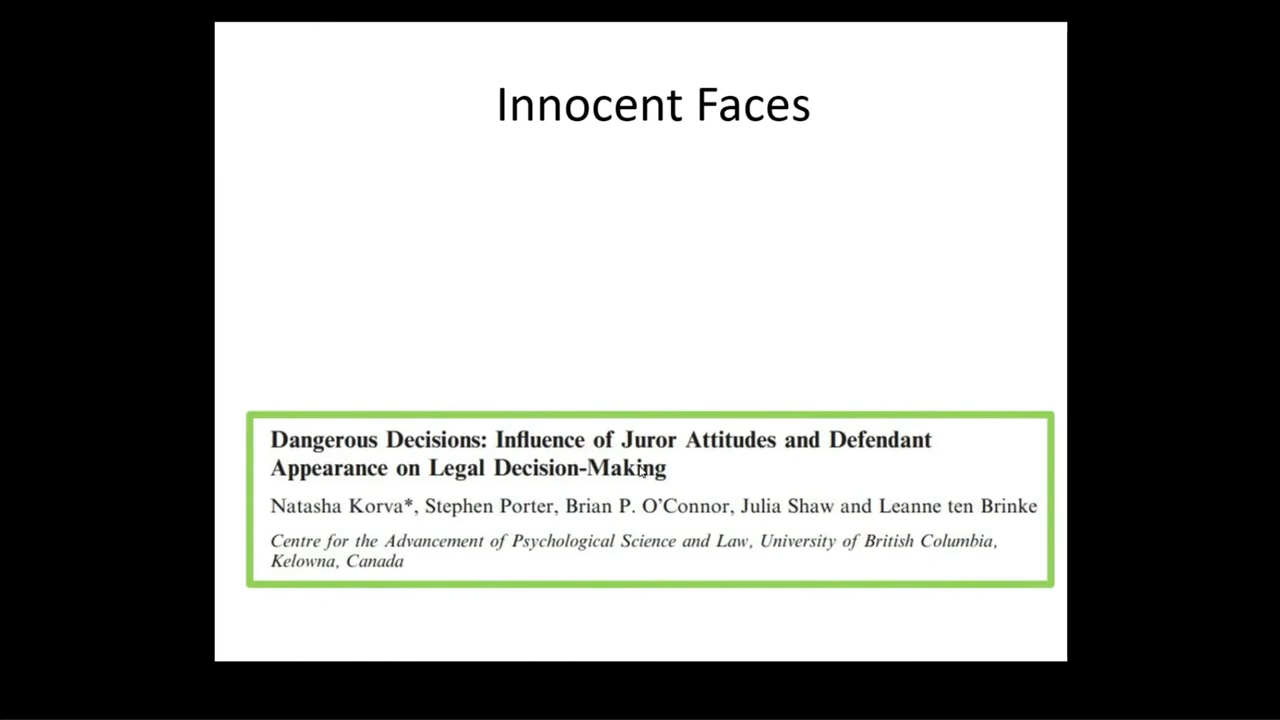 Innocent Faces
Dangerous Decisions: Influence of Juror Attitudes and Defendant
Appearance on Legal Decision-Making
Natasha Korva*, Stephen Porter, Brian P. O’Connor, Julia Shaw and Leanne ten Brinke
Centre for the Advancement of Psychological Science and Law, University of British Columbia,
Kelowna, Canada